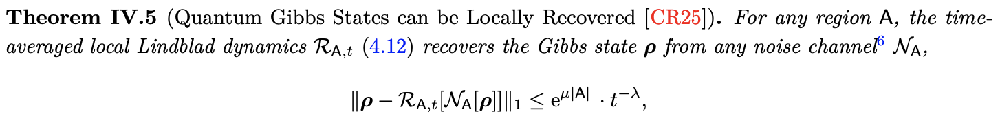 Theorem IV.5 (Quantum Gibbs States can be Locally Recovered [CR25]). For any region A, the time-
averaged local Lindblad dynamics ℛ_{A,t} (4.12) recovers the Gibbs state ρ from any noise channel⁶ 𝒩_A,
‖ρ − ℛ_{A,t}[𝒩_A[ρ]]‖₁ ≤ e^{μ|A|} · t^{−λ},